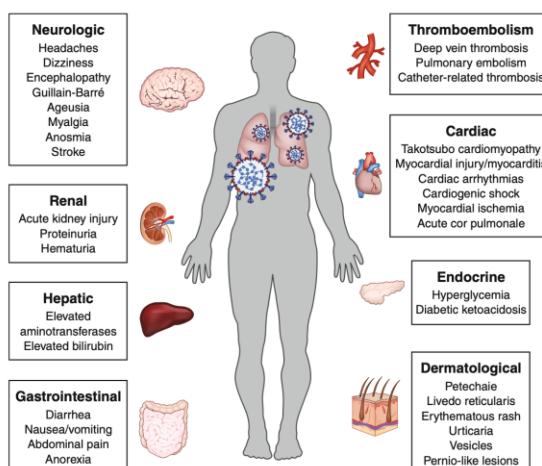 Neurologic
Headaches
Dizziness
Encephalopathy
Guillain-Barré
Ageusia
Myalgia
Anosmia
Stroke
Renal
Acute kidney injury
Proteinuria
Hematuria
Hepatic
Elevated
aminotransferases
Elevated bilirubin
Gastrointestinal
Diarrhea
Nausea/vomiting
Abdominal pain
Anorexia
Thromboembolism
Deep vein thrombosis
Pulmonary embolism
Catheter-related thrombosis
Cardiac
Takotsubo cardiomyopathy
Myocardial injury/myocarditis
Cardiac arrhythmias
Cardiogenic shock
Myocardial ischemia
Acute cor pulmonale
Endocrine
Hyperglycemia
Diabetic ketoacidosis
Dermatological
Petechaie
Livedo reticularis
Erythematous rash
Urticaria
Vesicles
Pernio-like lesions